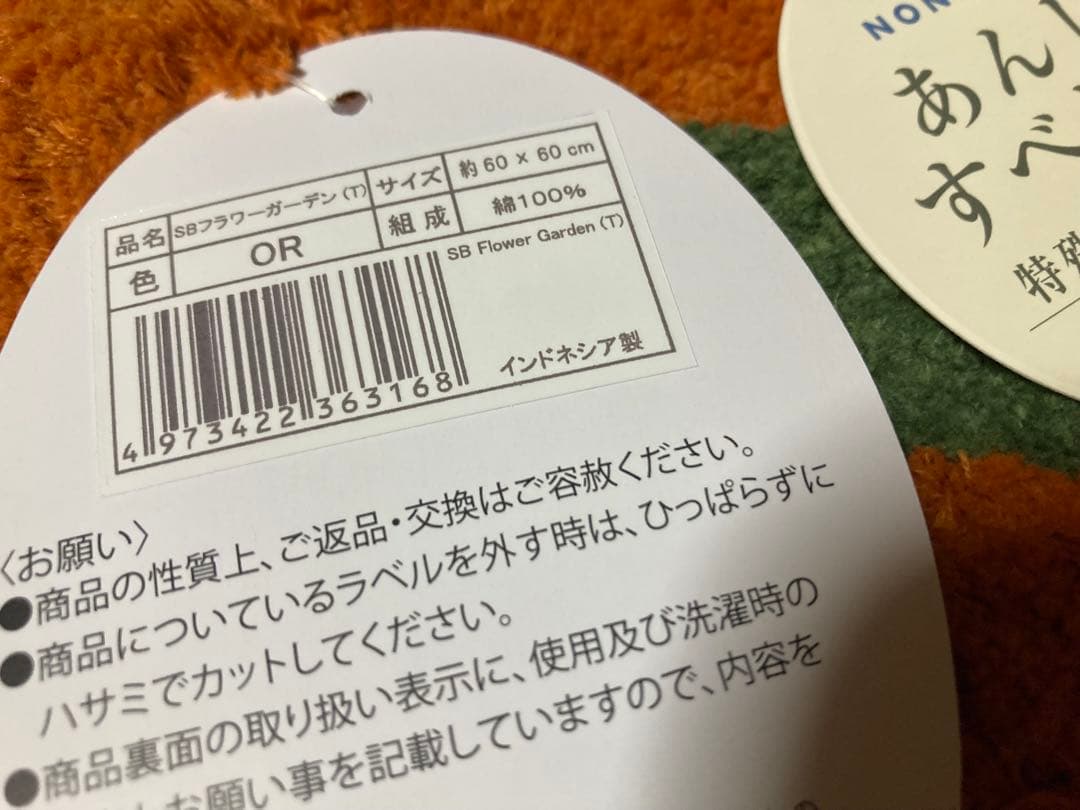 品名 SBフラワーガーデン(T) サイズ 約60×60cm
色 OR 組成 綿100%
SB Flower Garden(T)
4973422363168
インドネシア製
〈お願い〉
●商品の性質上、ご返品・交換はご容赦ください。
●商品についているラベルを外す時は、ひっぱらずに
ハサミでカットしてください。
●商品裏面の取り扱い表示に、使用及び洗濯時の
お願い事を記載していますので、内容を
NON
あん
すべ
特殊